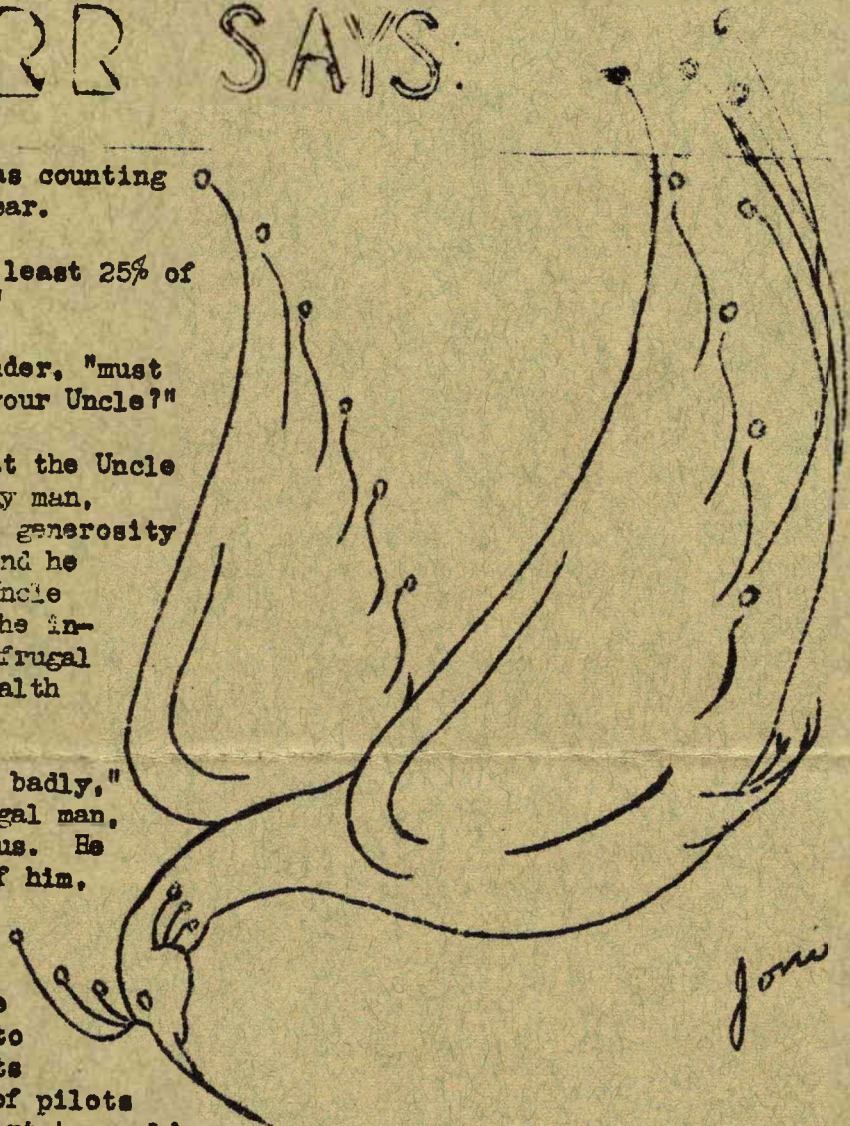 RR SAYS:
as counting
ear.
least 25% of
"
der, "must
your Uncle?"
t the Uncle
y man,
generosity
nd he
ncle
he in-
frugal
alth
badly,"
gal man,
us. He
f him,
to
ts
of pilots
Joni